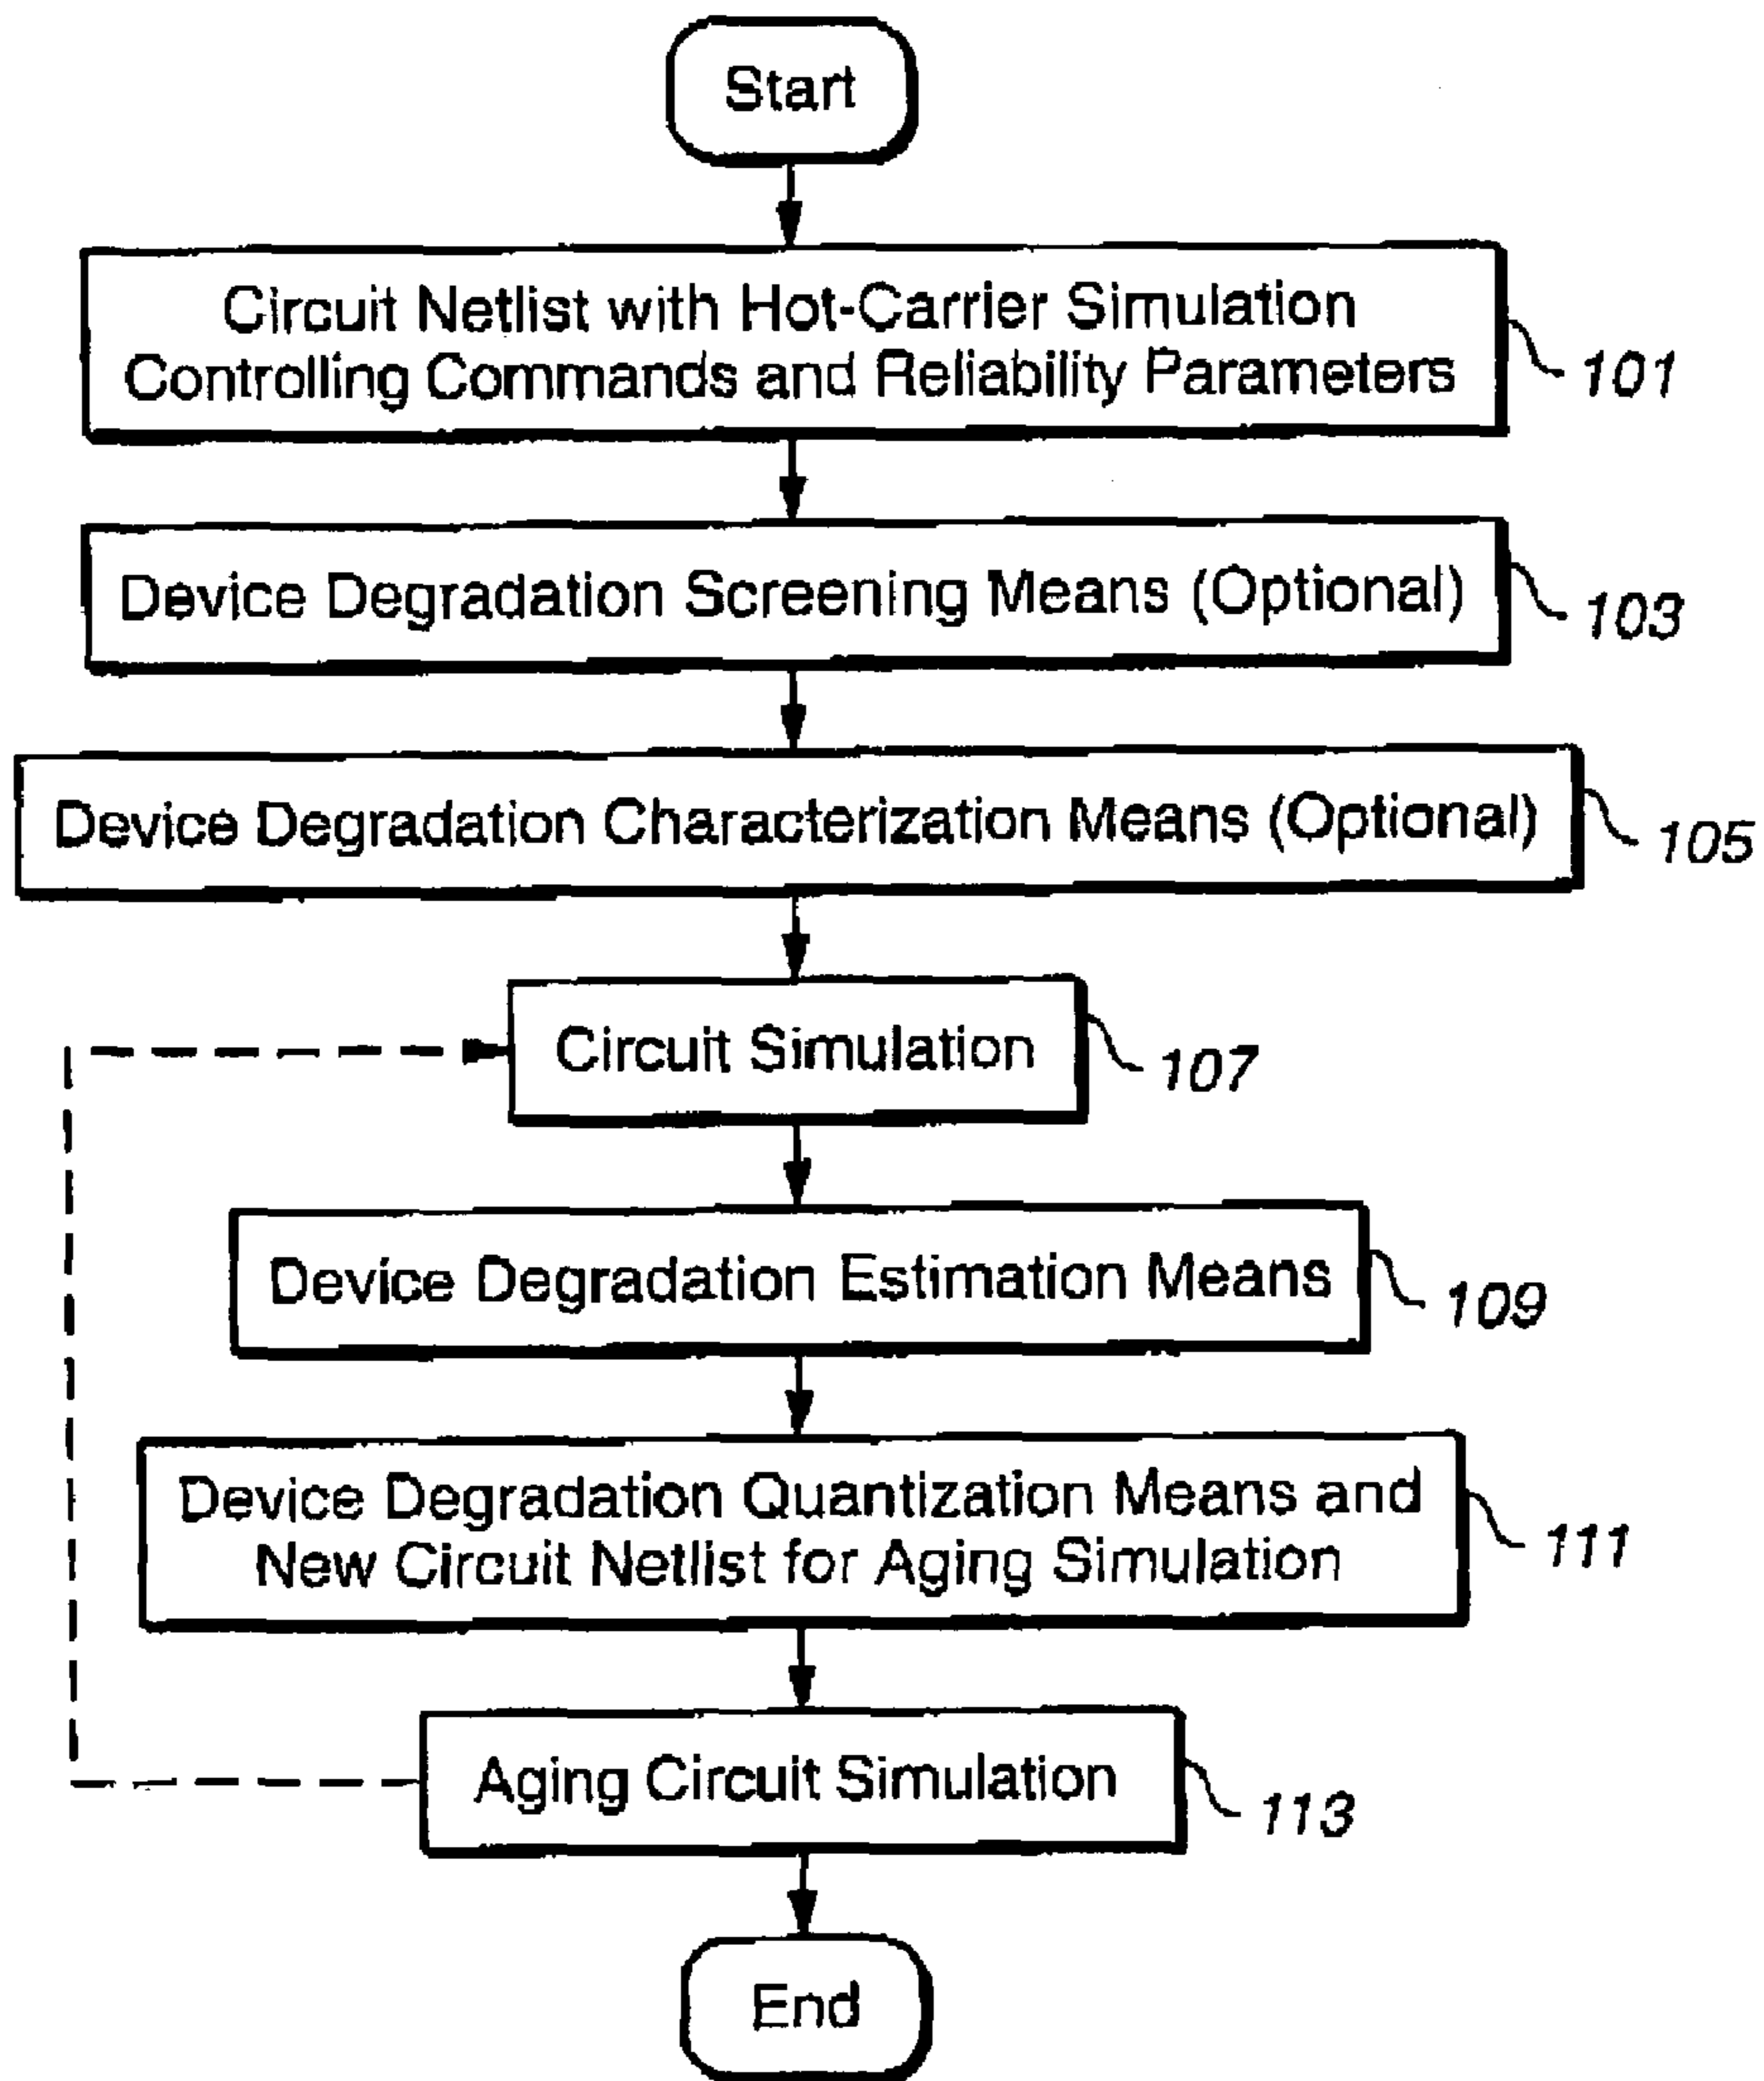 Start
Circuit Netlist with Hot-Carrier Simulation
Controlling Commands and Reliability Parameters
101
Device Degradation Screening Means (Optional)
103
Device Degradation Characterization Means (Optional)
105
Circuit Simulation
107
Device Degradation Estimation Means
109
Device Degradation Quantization Means and
New Circuit Netlist for Aging Simulation
111
Aging Circuit Simulation
113
End